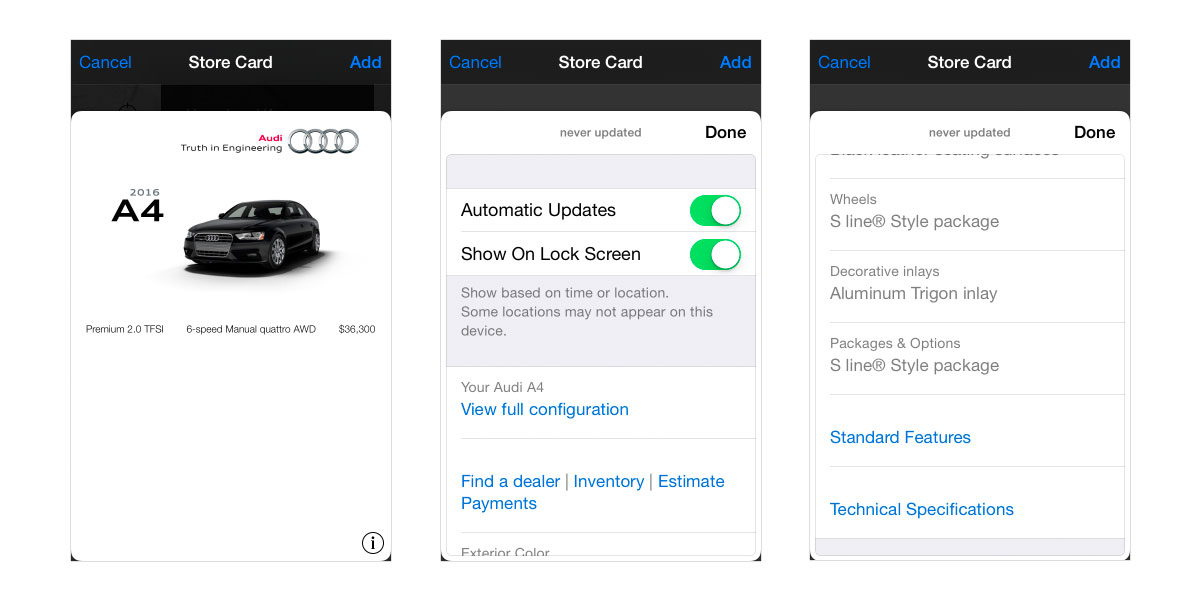 Cancel Store Card Add
Audi
Truth in Engineering
2016
A4
Premium 2.0 TFSI 6-speed Manual quattro AWD $36,300
Cancel Store Card Add
never updated Done
Automatic Updates
Show On Lock Screen
Show based on time or location.
Some locations may not appear on this
device.
Your Audi A4
View full configuration
Find a dealer | Inventory | Estimate
Payments
Exterior Color
Cancel Store Card Add
never updated Done
Black leather seating surfaces
Wheels
S line® Style package
Decorative inlays
Aluminum Trigon inlay
Packages & Options
S line® Style package
Standard Features
Technical Specifications